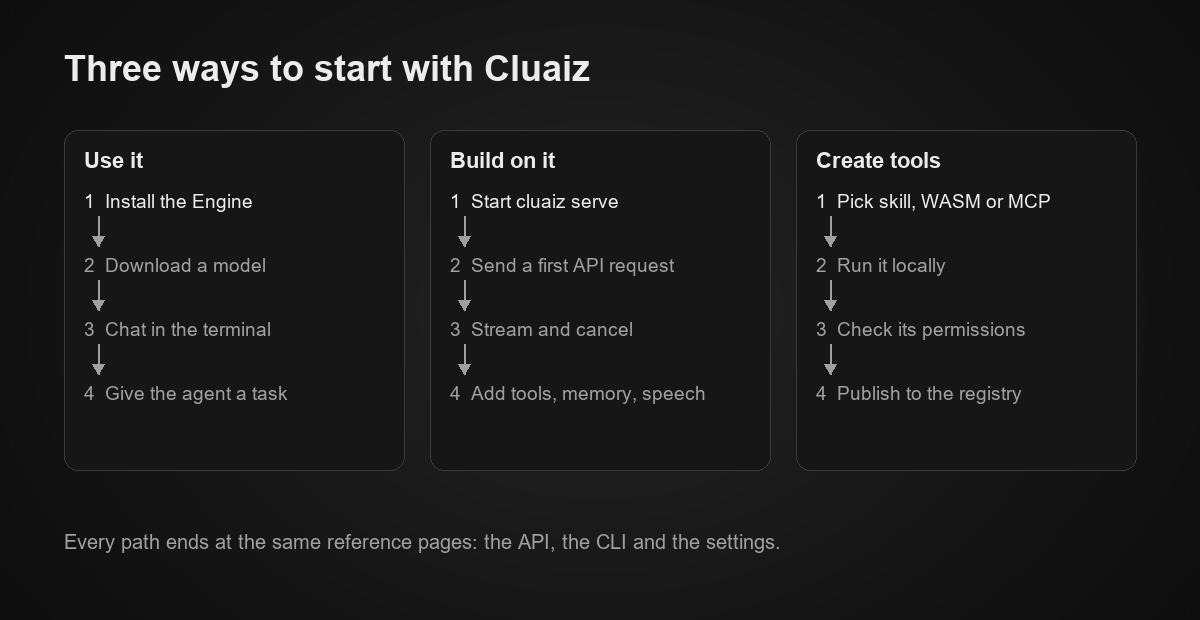 Three ways to start with Cluaiz
Use it
1 Install the Engine
2 Download a model
3 Chat in the terminal
4 Give the agent a task
Build on it
1 Start cluaiz serve
2 Send a first API request
3 Stream and cancel
4 Add tools, memory, speech
Create tools
1 Pick skill, WASM or MCP
2 Run it locally
3 Check its permissions
4 Publish to the registry
Every path ends at the same reference pages: the API, the CLI and the settings.